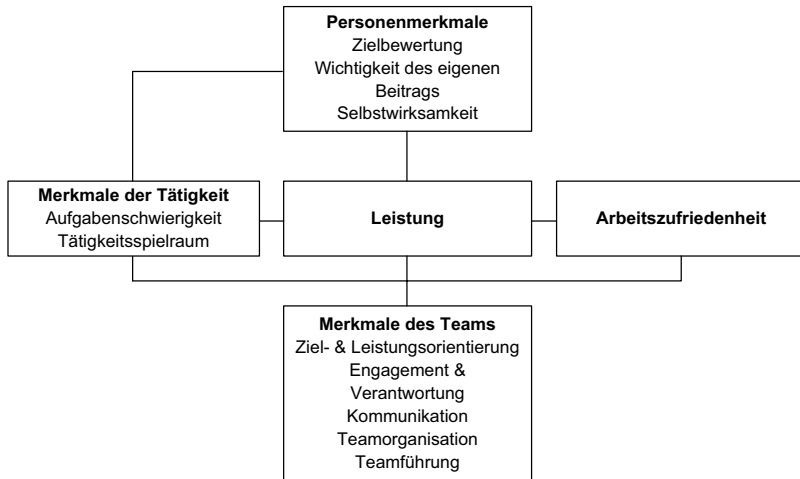 Personenmerkmale
Zielbewertung
Wichtigkeit des eigenen
Beitrags
Selbstwirksamkeit
Merkmale der Tätigkeit
Aufgabenschwierigkeit
Tätigkeitsspielraum
Leistung
Arbeitszufriedenheit
Merkmale des Teams
Ziel- & Leistungsorientierung
Engagement &
Verantwortung
Kommunikation
Teamorganisation
Teamführung